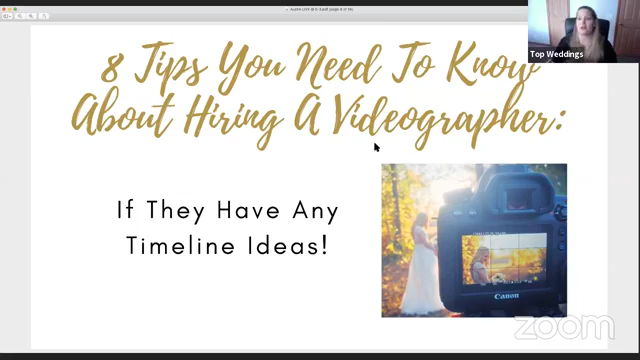 Top Weddings
8 Tips You Need To Know
About Hiring A Videographer:
If They Have Any
Timeline Ideas!
Canon
zoom